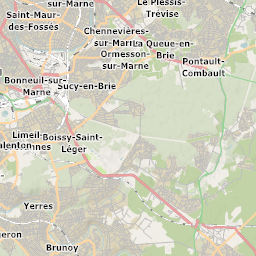 sur-Marne
Le Plessis-
Trévise
Saint-Maur-
des-Fossés
Chennevières-
sur-Marne
La Queue-en-
Brie
Ormesson-
sur-Marne
Pontault-
Combault
Bonneuil-sur-
Marne
Sucy-en-Brie
Limeil-
nnes
Boissy-Saint-
Léger
Yerres
Brunoy